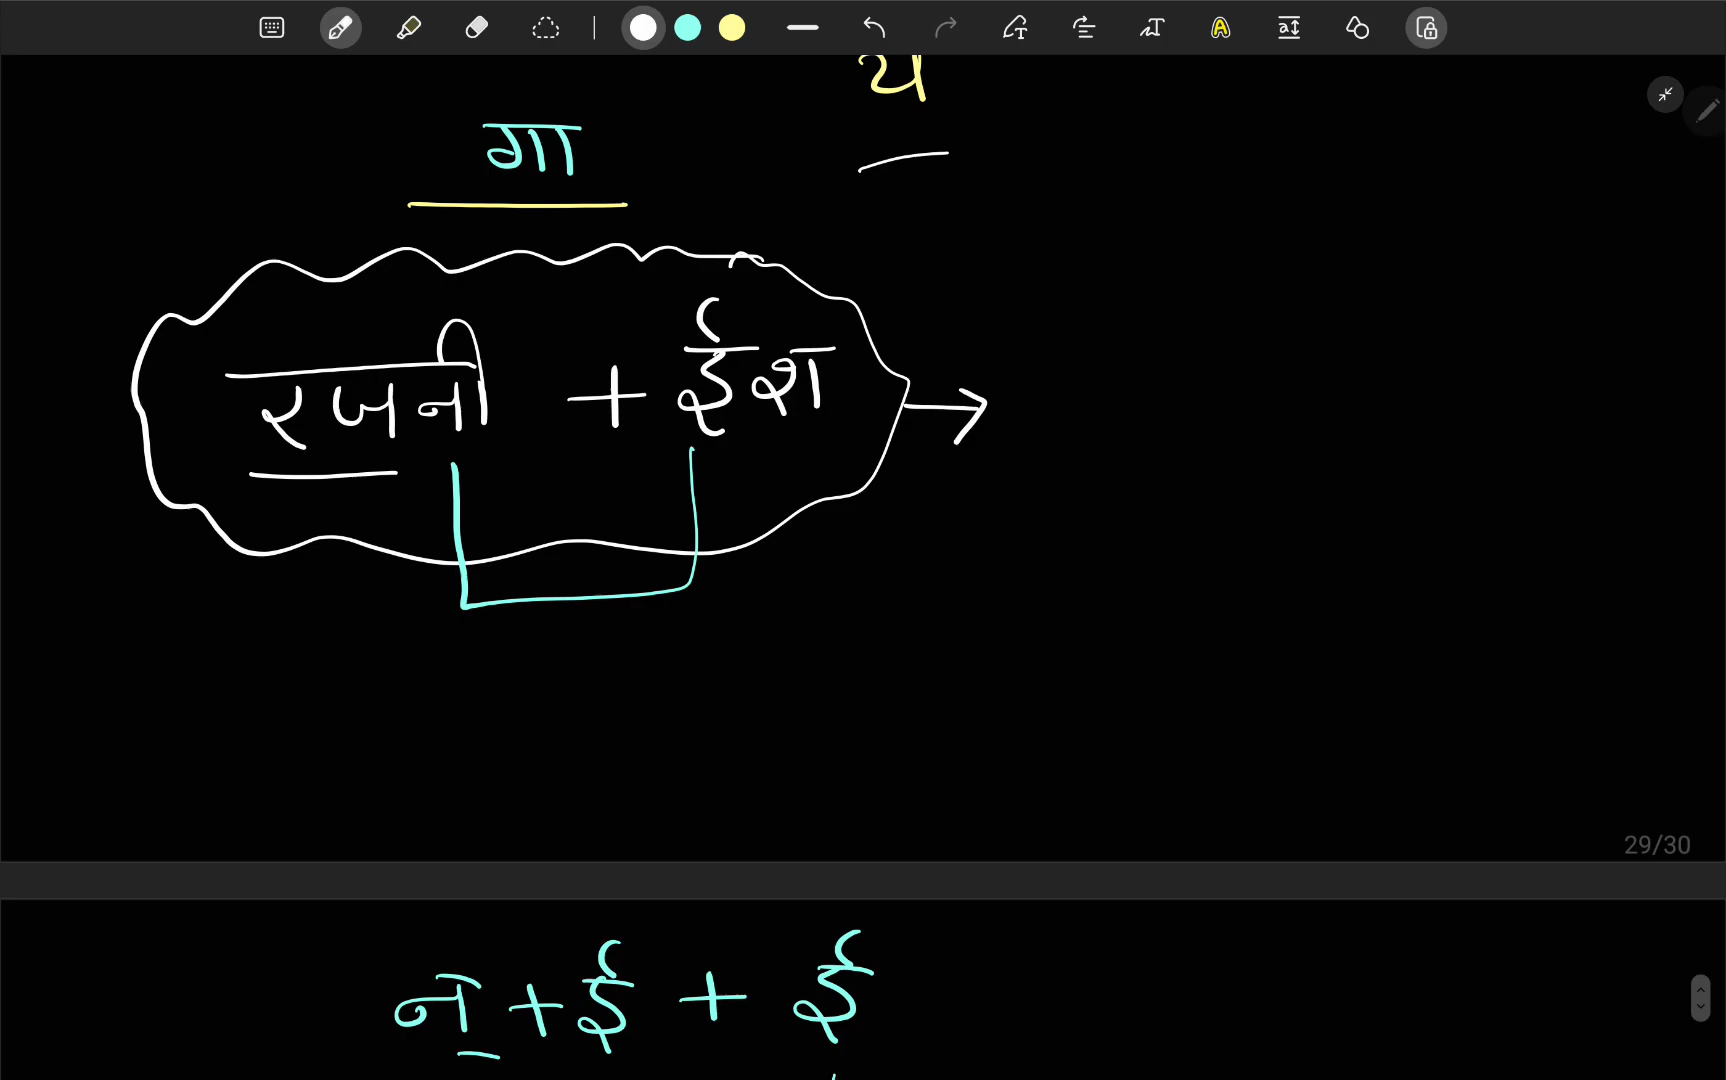 या
गा
रजनी + ईश →
29/30
न + ई + ई